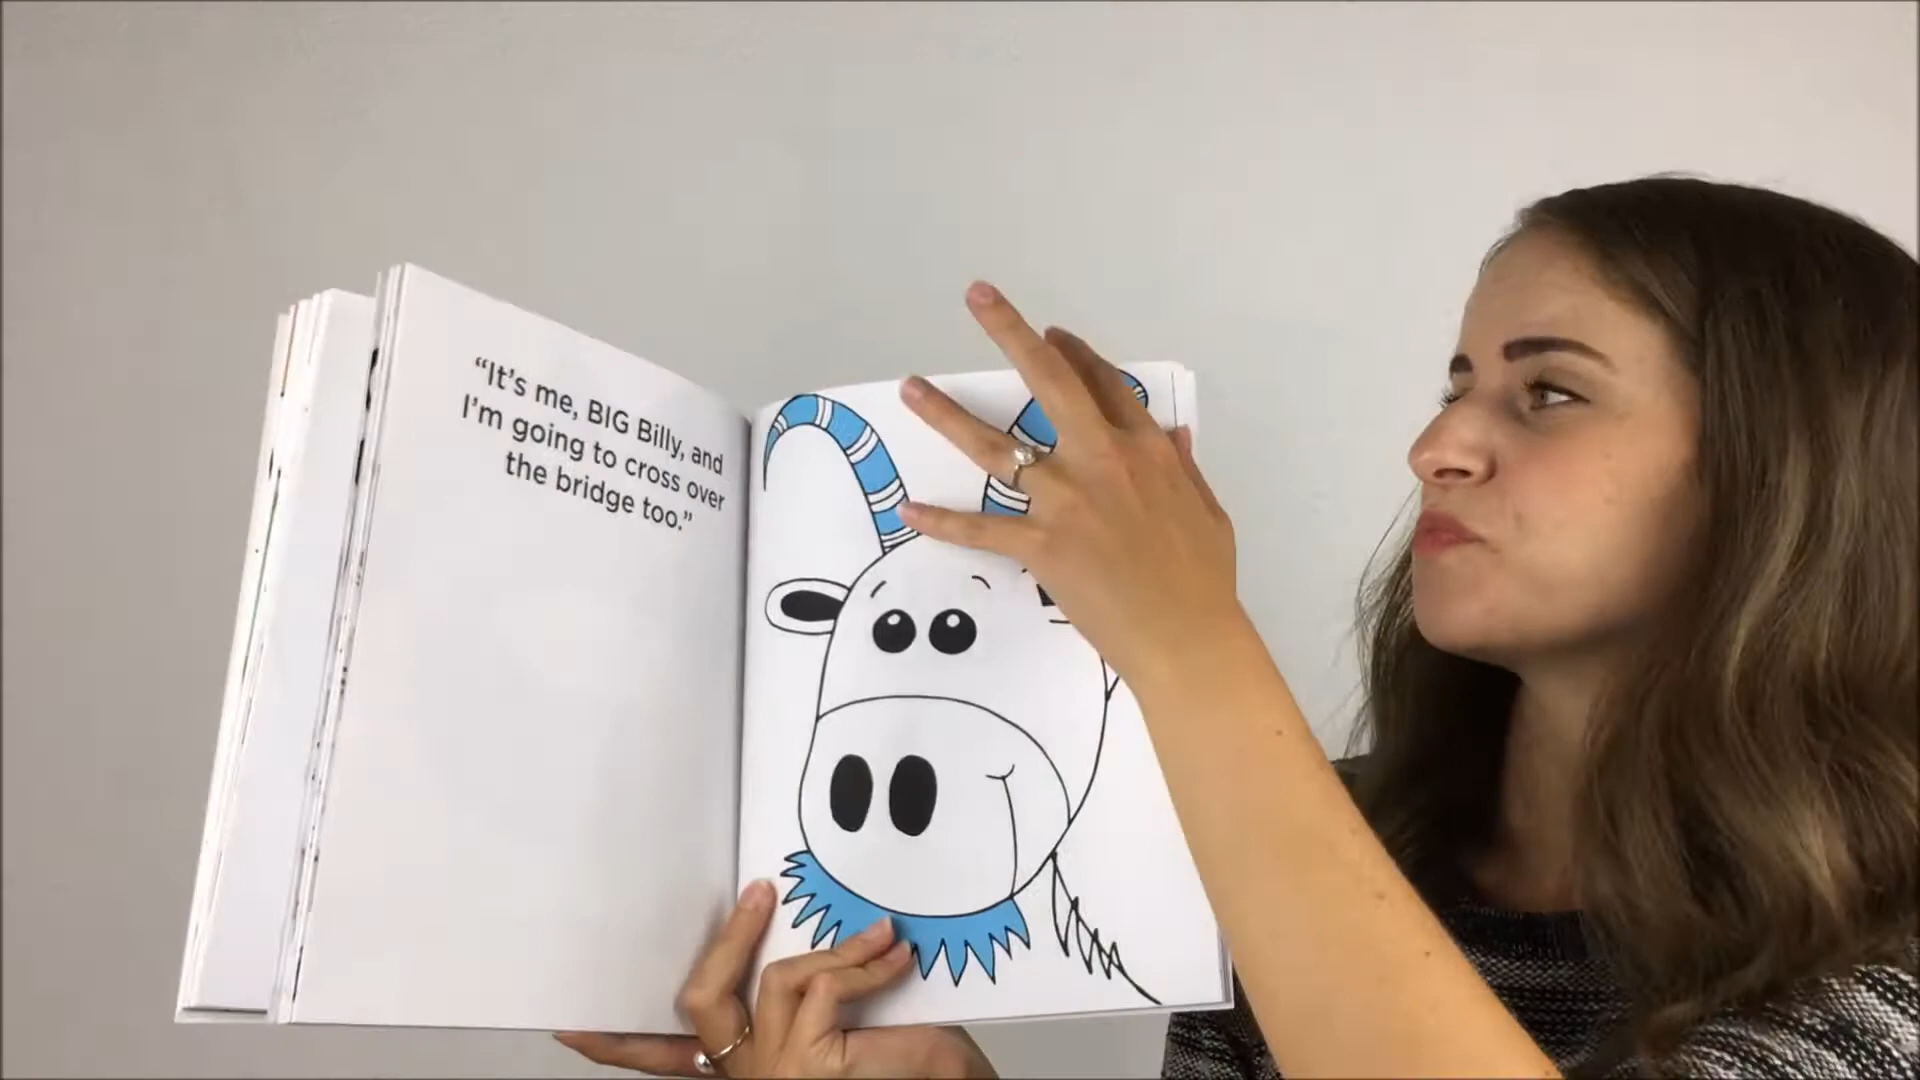 “It’s me, BIG Billy, and
I’m going to cross over
the bridge too.”